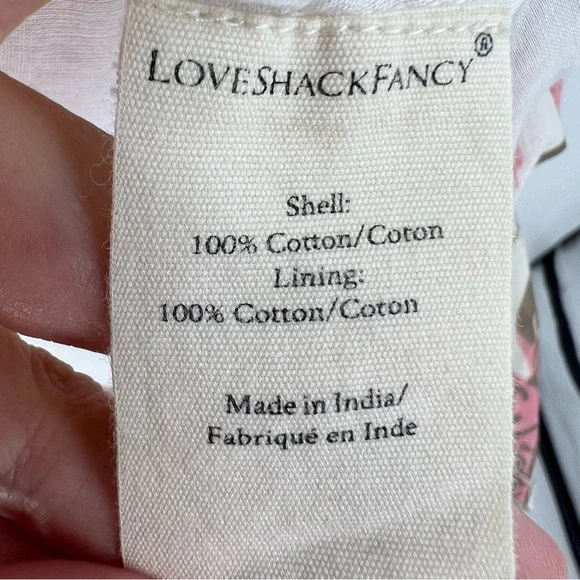 LOVESHACKFANCY®
Shell:
100% Cotton/Coton
Lining:
100% Cotton/Coton
Made in India/
Fabriqué en Inde